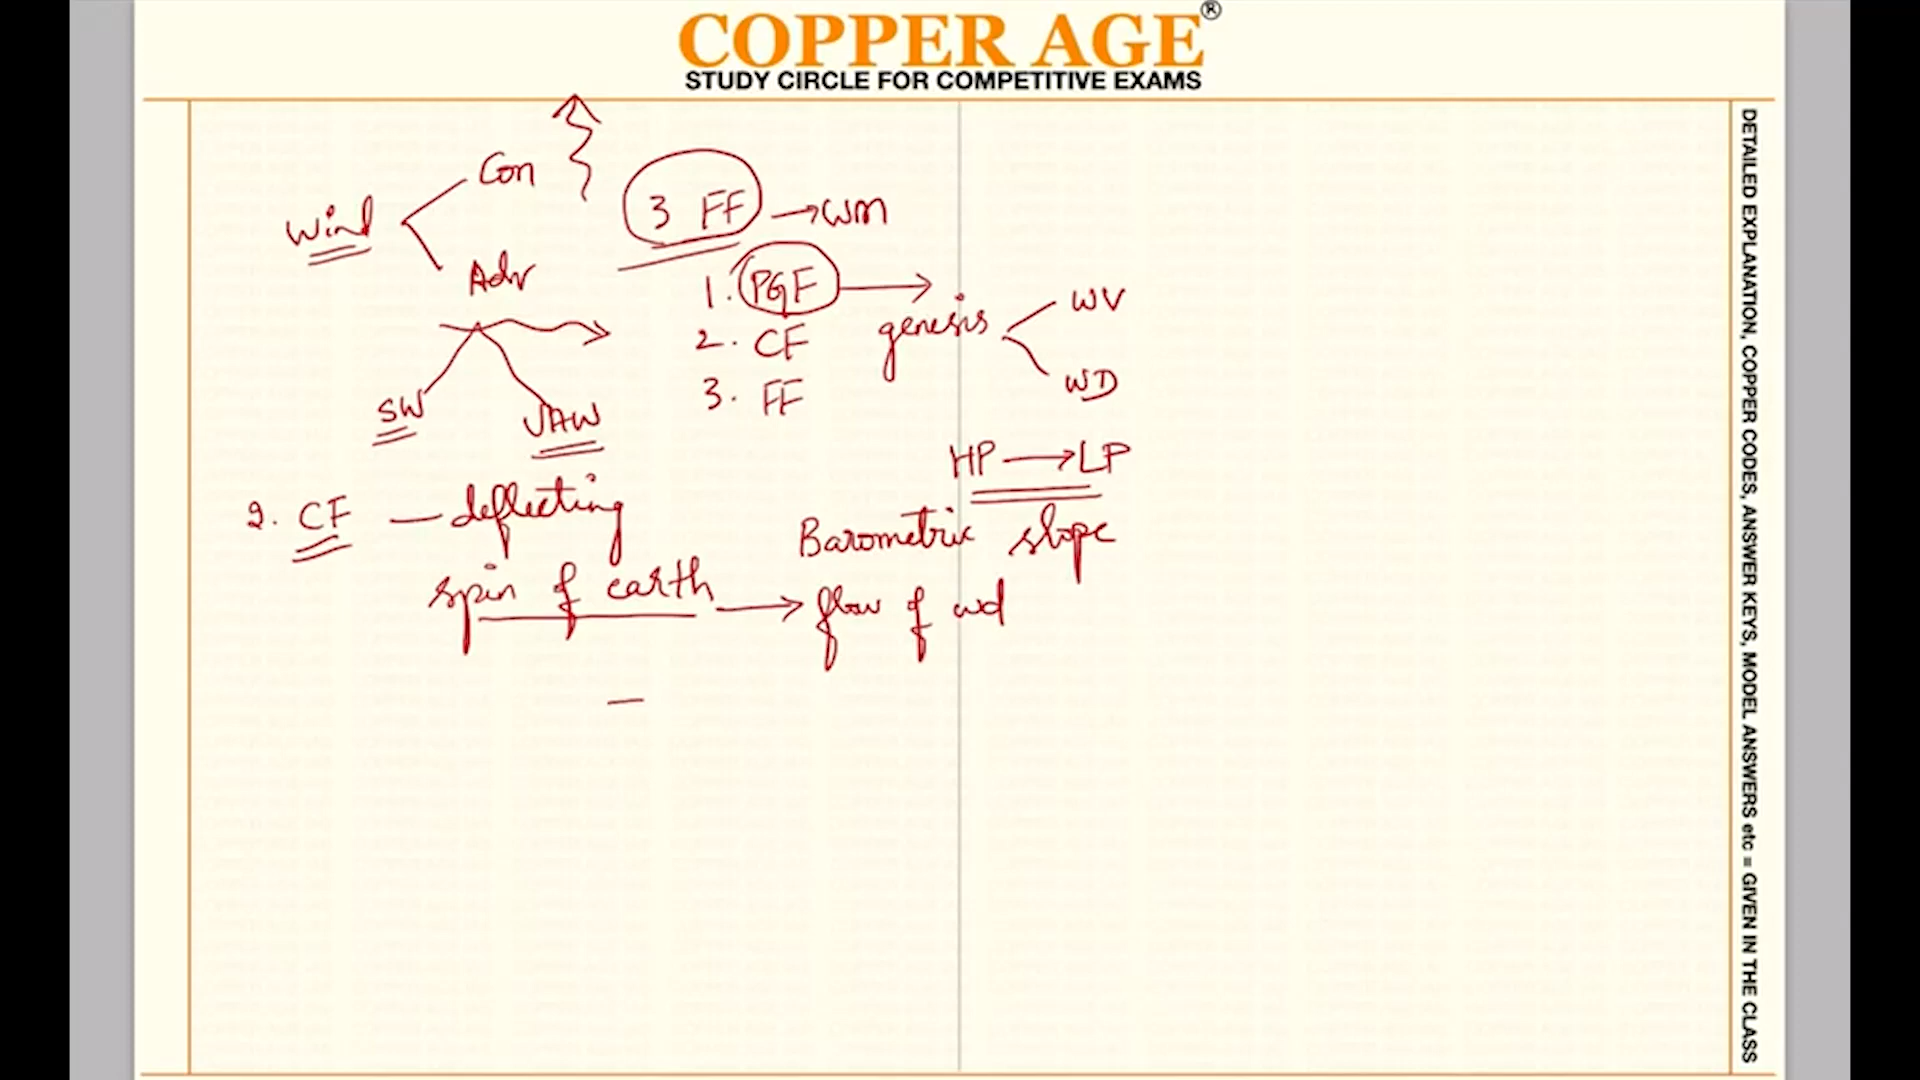 COPPER AGE®
STUDY CIRCLE FOR COMPETITIVE EXAMS
Wind
Con
Adv
SW
UAW
3 FF → WM
1. PGF →
2. CF
3. FF
genesis
WV
WD
HP → LP
Barometric slope
2. CF — deflecting
spin of earth → flow of wd
—
DETAILED EXPLANATION, COPPER CODES, ANSWER KEYS, MODEL ANSWERS etc = GIVEN IN THE CLASS